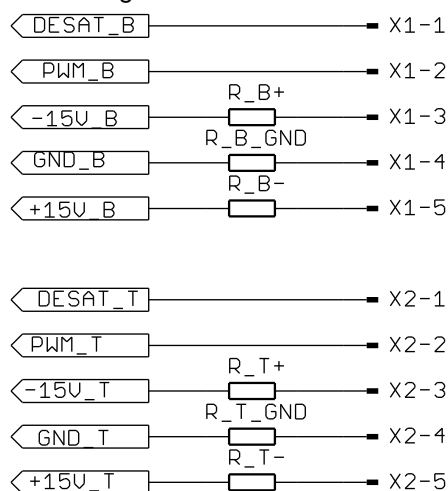 DESAT_B X1-1
PWM_B X1-2
R_B+
-15V_B X1-3
R_B_GND
GND_B X1-4
R_B-
+15V_B X1-5
DESAT_T X2-1
PWM_T X2-2
R_T+
-15V_T X2-3
R_T_GND
GND_T X2-4
R_T-
+15V_T X2-5